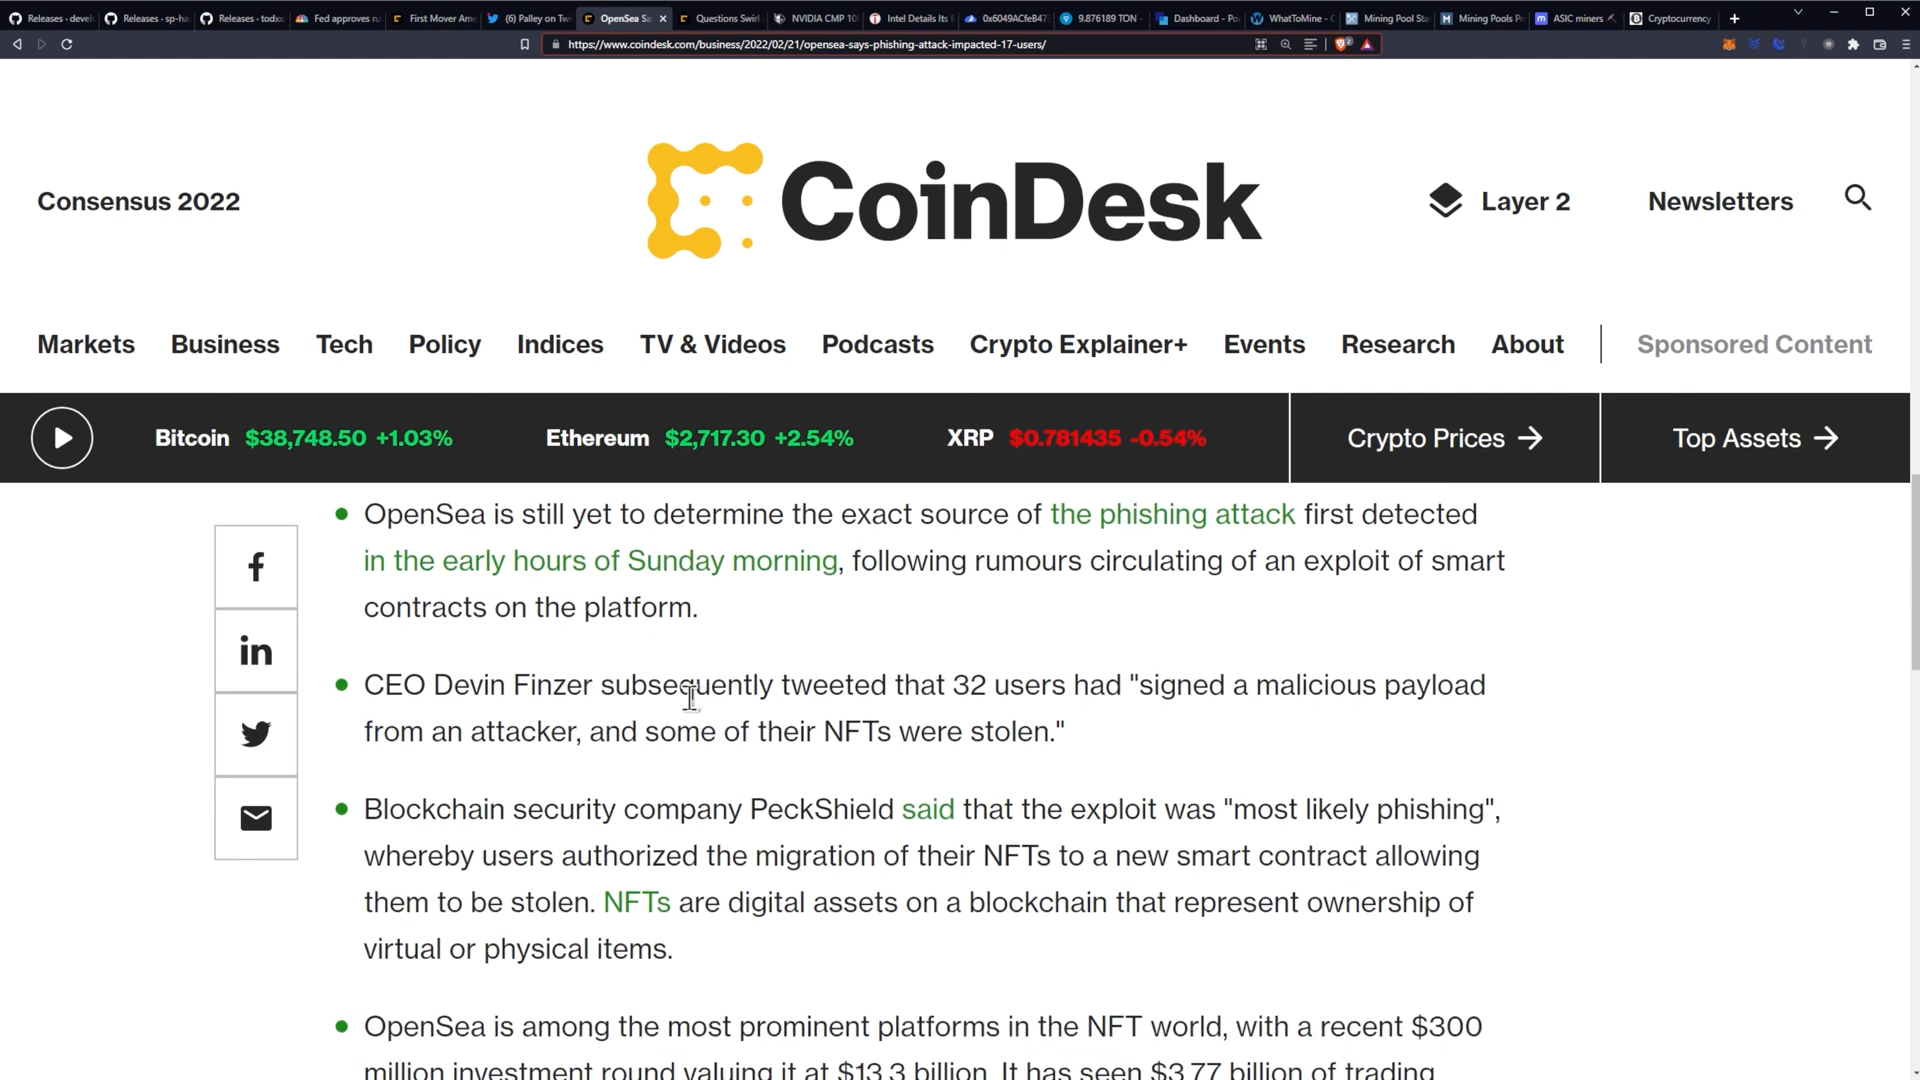 Releases - devel
Releases - sp-ha
Releases - todxx
Fed approves ru
First Mover Ame
(6) Palley on Twi
OpenSea Sa
Questions Swirl
NVIDIA CMP 10
Intel Details Its
0x6049ACfeB47
9.876189 TON -
Dashboard - Po
WhatToMine - C
Mining Pool Sta
Mining Pools Pr
ASIC miners
Cryptocurrency
https://www.coindesk.com/business/2022/02/21/opensea-says-phishing-attack-impacted-17-users/
Consensus 2022
CoinDesk
Layer 2
Newsletters
Markets Business Tech Policy Indices TV & Videos Podcasts Crypto Explainer+ Events Research About Sponsored Content
Bitcoin $38,748.50 +1.03% Ethereum $2,717.30 +2.54% XRP $0.781435 -0.54% Crypto Prices → Top Assets →
OpenSea is still yet to determine the exact source of the phishing attack first detected
in the early hours of Sunday morning, following rumours circulating of an exploit of smart
contracts on the platform.
CEO Devin Finzer subsequently tweeted that 32 users had "signed a malicious payload
from an attacker, and some of their NFTs were stolen."
Blockchain security company PeckShield said that the exploit was "most likely phishing",
whereby users authorized the migration of their NFTs to a new smart contract allowing
them to be stolen. NFTs are digital assets on a blockchain that represent ownership of
virtual or physical items.
OpenSea is among the most prominent platforms in the NFT world, with a recent $300
million investment round valuing it at $13.3 billion. It has seen $3.77 billion of trading